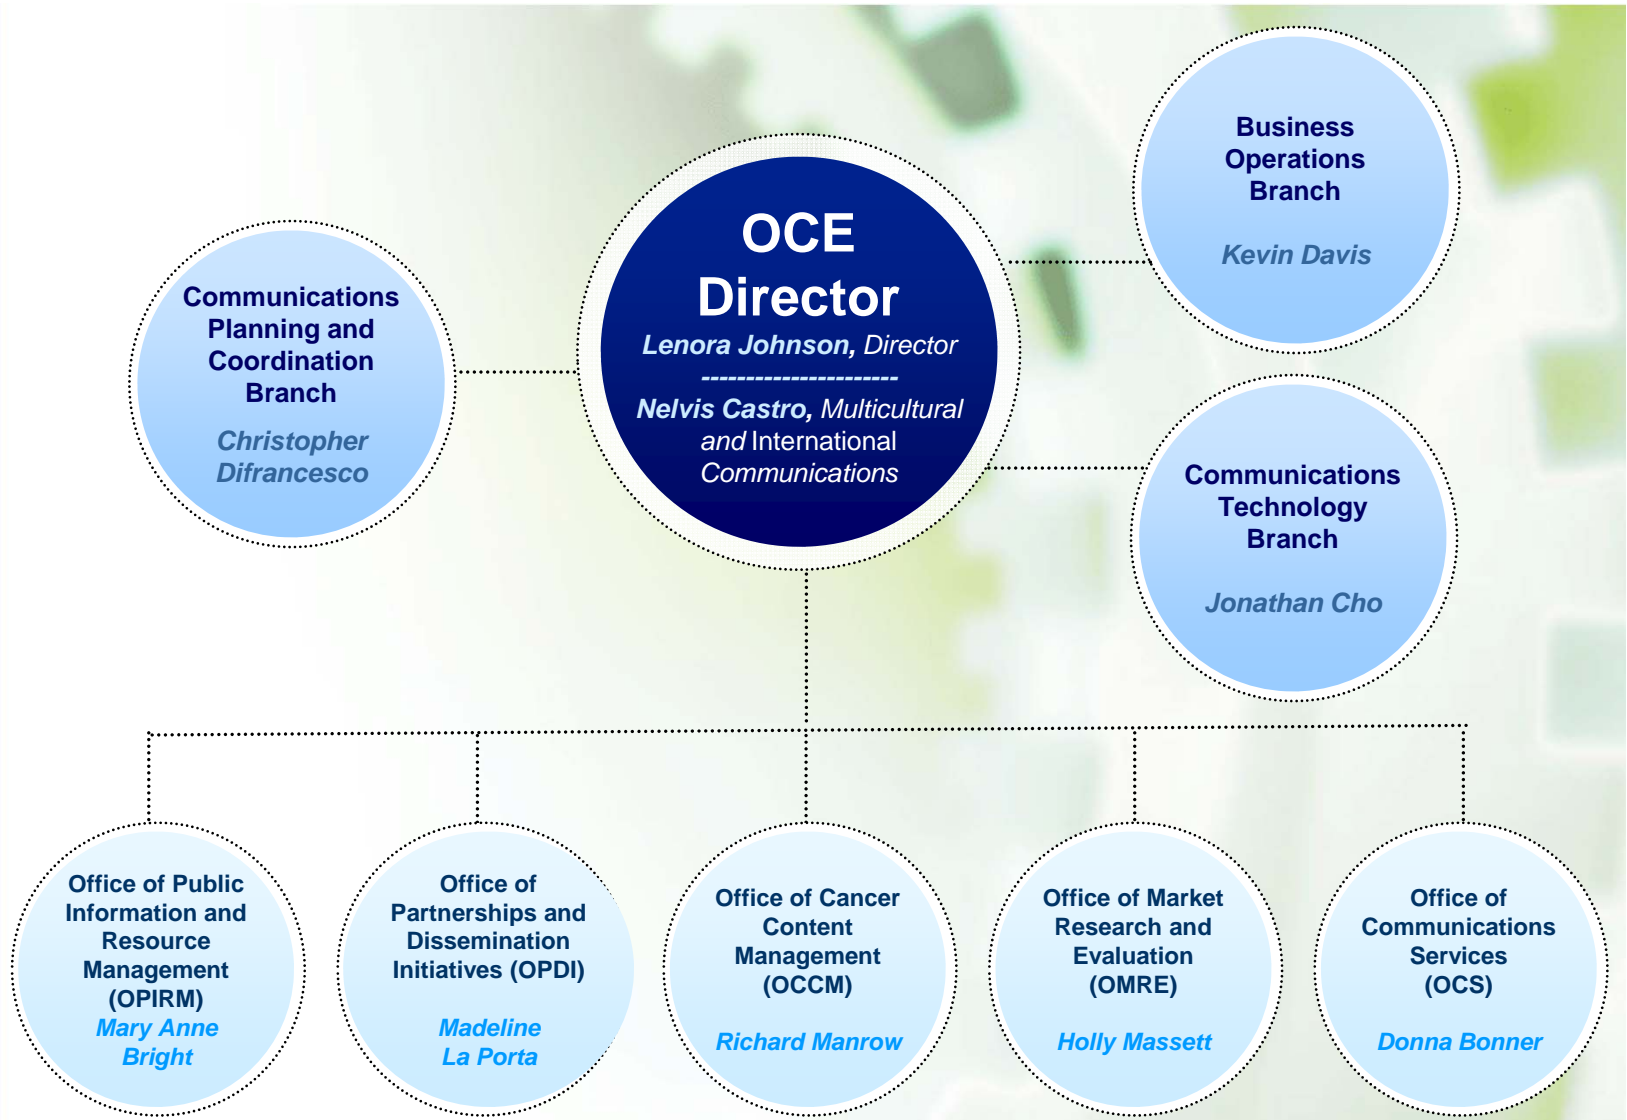 OCE
Director
Lenora Johnson, Director
----------------------
Nelvis Castro, Multicultural
and International
Communications
Business
Operations
Branch
Kevin Davis
Communications
Planning and
Coordination
Branch
Christopher
Difrancesco
Communications
Technology
Branch
Jonathan Cho
Office of Public
Information and
Resource
Management
(OPIRM)
Mary Anne
Bright
Office of
Partnerships and
Dissemination
Initiatives (OPDI)
Madeline
La Porta
Office of Cancer
Content
Management
(OCCM)
Richard Manrow
Office of Market
Research and
Evaluation
(OMRE)
Holly Massett
Office of
Communications
Services
(OCS)
Donna Bonner